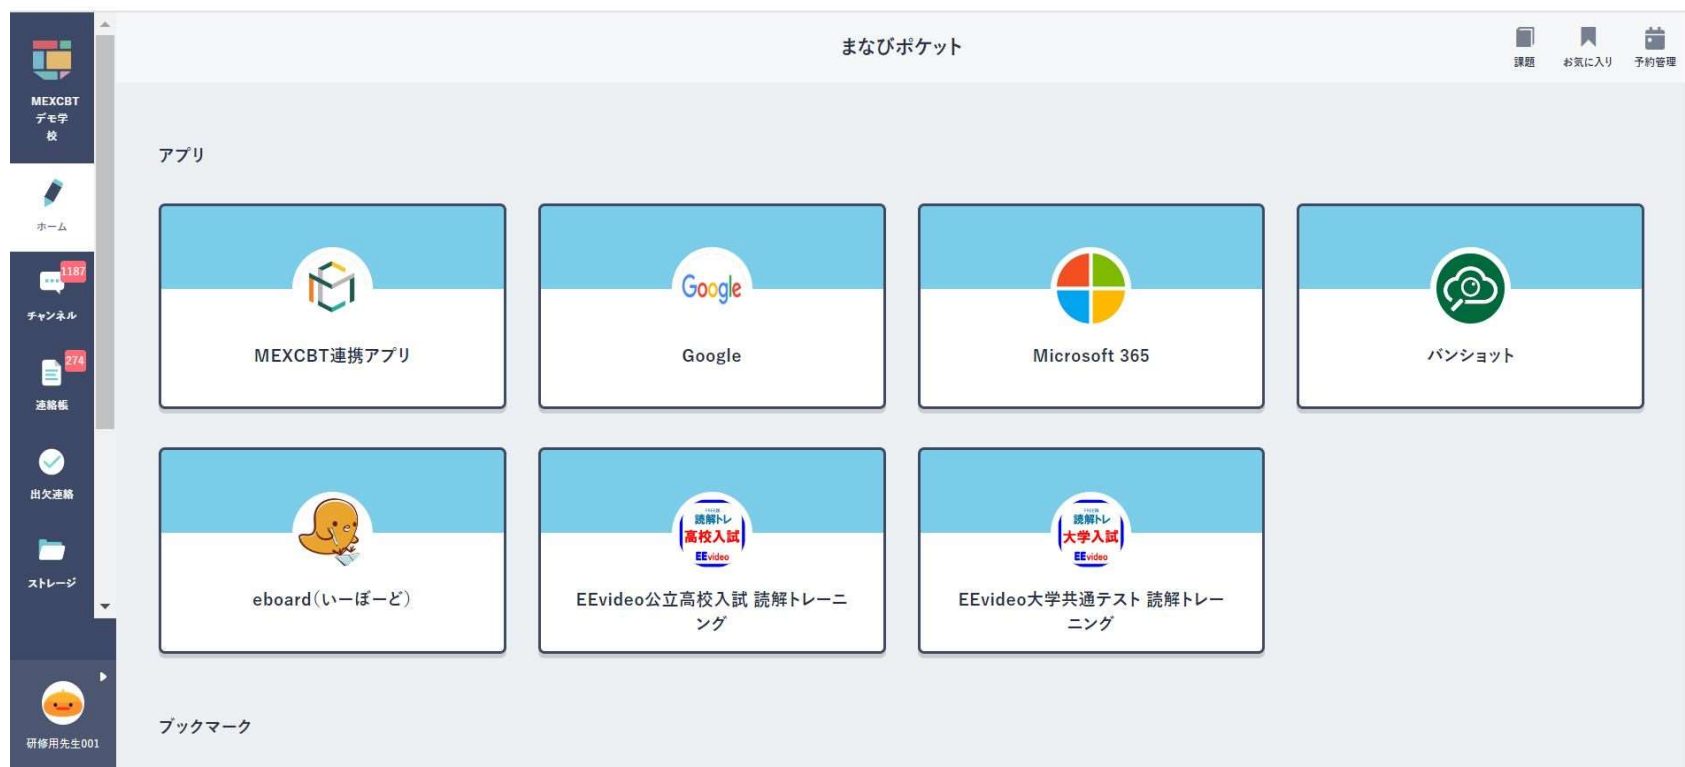 まなびポケット
課題
お気に入り
予約管理
MEXCBT
デモ学
校
ホーム
1187
チャンネル
274
連絡帳
出欠連絡
ストレージ
研修用先生001
アプリ
MEXCBT連携アプリ
Google
Google
Microsoft 365
バンショット
eboard(いーぼーど)
読解トレ
高校入試
EEvideo
EEvideo公立高校入試 読解トレーニ
ング
読解トレ
大学入試
EEvideo
EEvideo大学共通テスト 読解トレー
ニング
ブックマーク